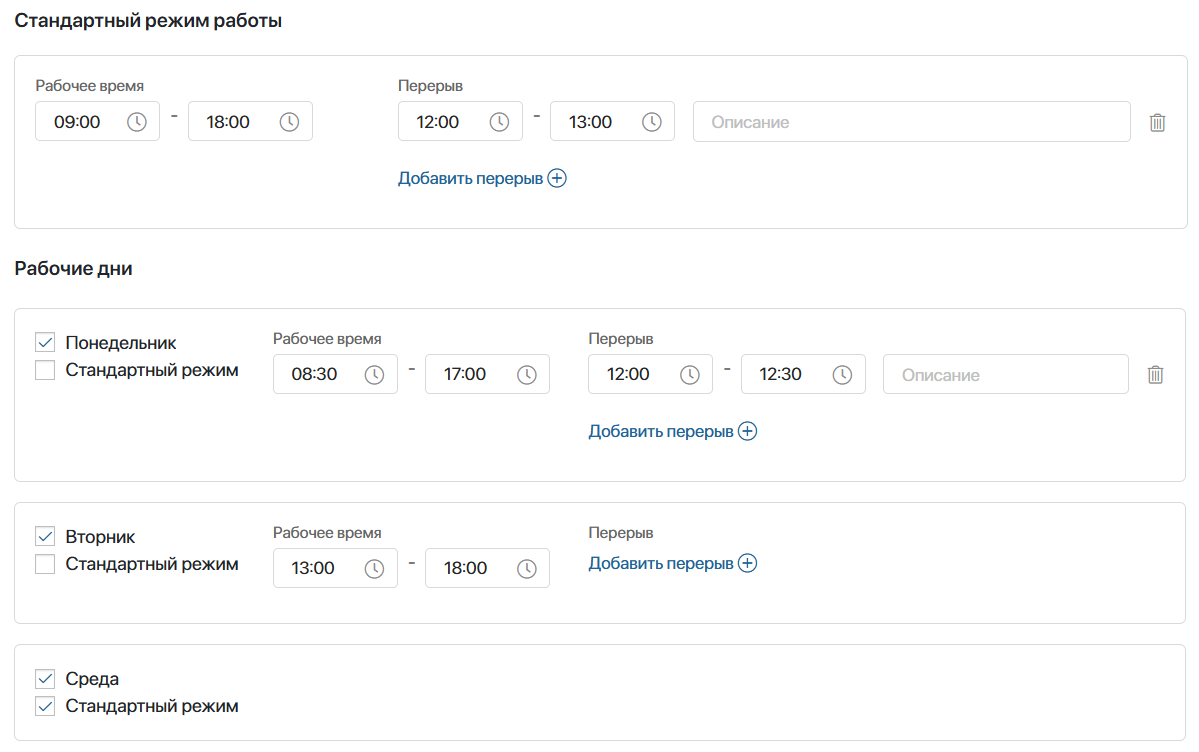 Стандартный режим работы
Рабочее время Перерыв
09:00 - 18:00 12:00 - 13:00 Описание
Добавить перерыв
Рабочие дни
Понедельник Рабочее время Перерыв
Стандартный режим 08:30 - 17:00 12:00 - 12:30 Описание
Добавить перерыв
Вторник Рабочее время Перерыв
Стандартный режим 13:00 - 18:00 Добавить перерыв
Среда
Стандартный режим